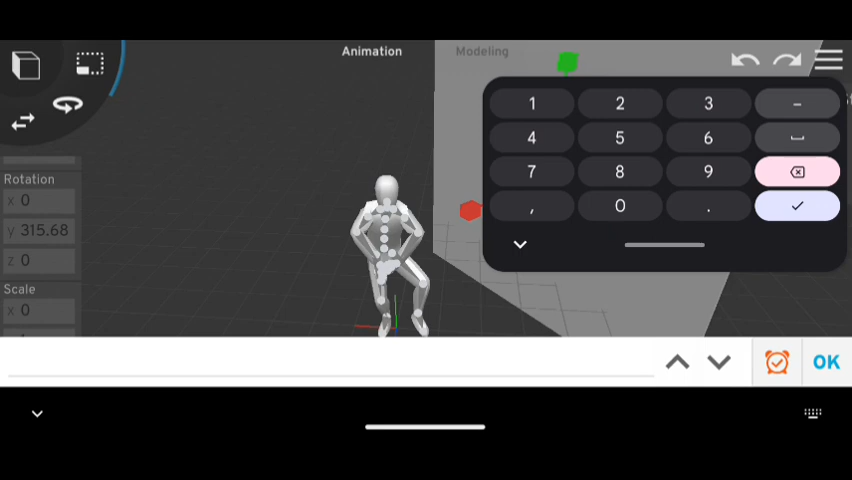 Animation Modeling
1 2 3 -
4 5 6
7 8 9
, 0 .
Rotation
x 0
y 315.68
z 0
Scale
x 0
OK